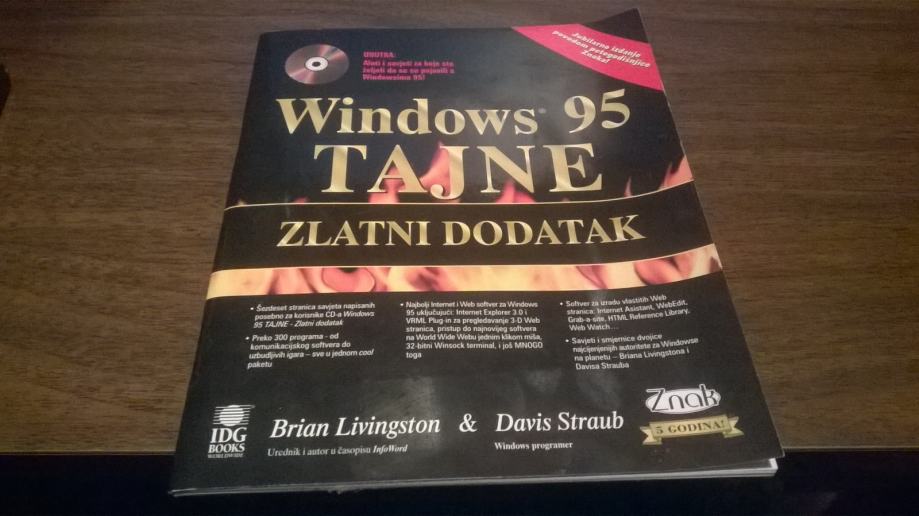 UNUTRA:
Alati i savjeti za koje ste
željeli da su se pojavili s
Windowsima 95!
Jubilarno izdanje
povodom petogodišnjice
Znaka!
Windows® 95
TAJNE
ZLATNI DODATAK
• Šezdeset stranica savjeta napisanih
posebno za korisnike CD-a Windows
95 TAJNE - Zlatni dodatak
• Preko 300 programa - od
komunikacijskog softvera do
uzbudljivih igara – sve u jednom cool
paketu
• Najbolji Internet i Web softver za Windows
95 uključujući: Internet Explorer 3.0 i
VRML Plug-in za pregledavanje 3-D Web
stranica, pristup do najnovijeg softvera
na World Wide Webu jednim klikom miša,
32-bitni Winsock terminal, i još MNOGO
toga
• Softver za izradu vlastitih Web
stranica: Internet Asistant, WebEdit,
Grab-a-site, HTML Reference Library,
Web Watch...
• Savjeti i smjernice dvojice
najcijenjenijih autoriteta za Windowse
na planetu – Briana Livingstona i
Davisa Strauba
IDG
BOOKS
WORLDWIDE
Brian Livingston & Davis Straub
Urednik i autor u časopisu InfoWord
Windows programer
Znak
5 GODINA!